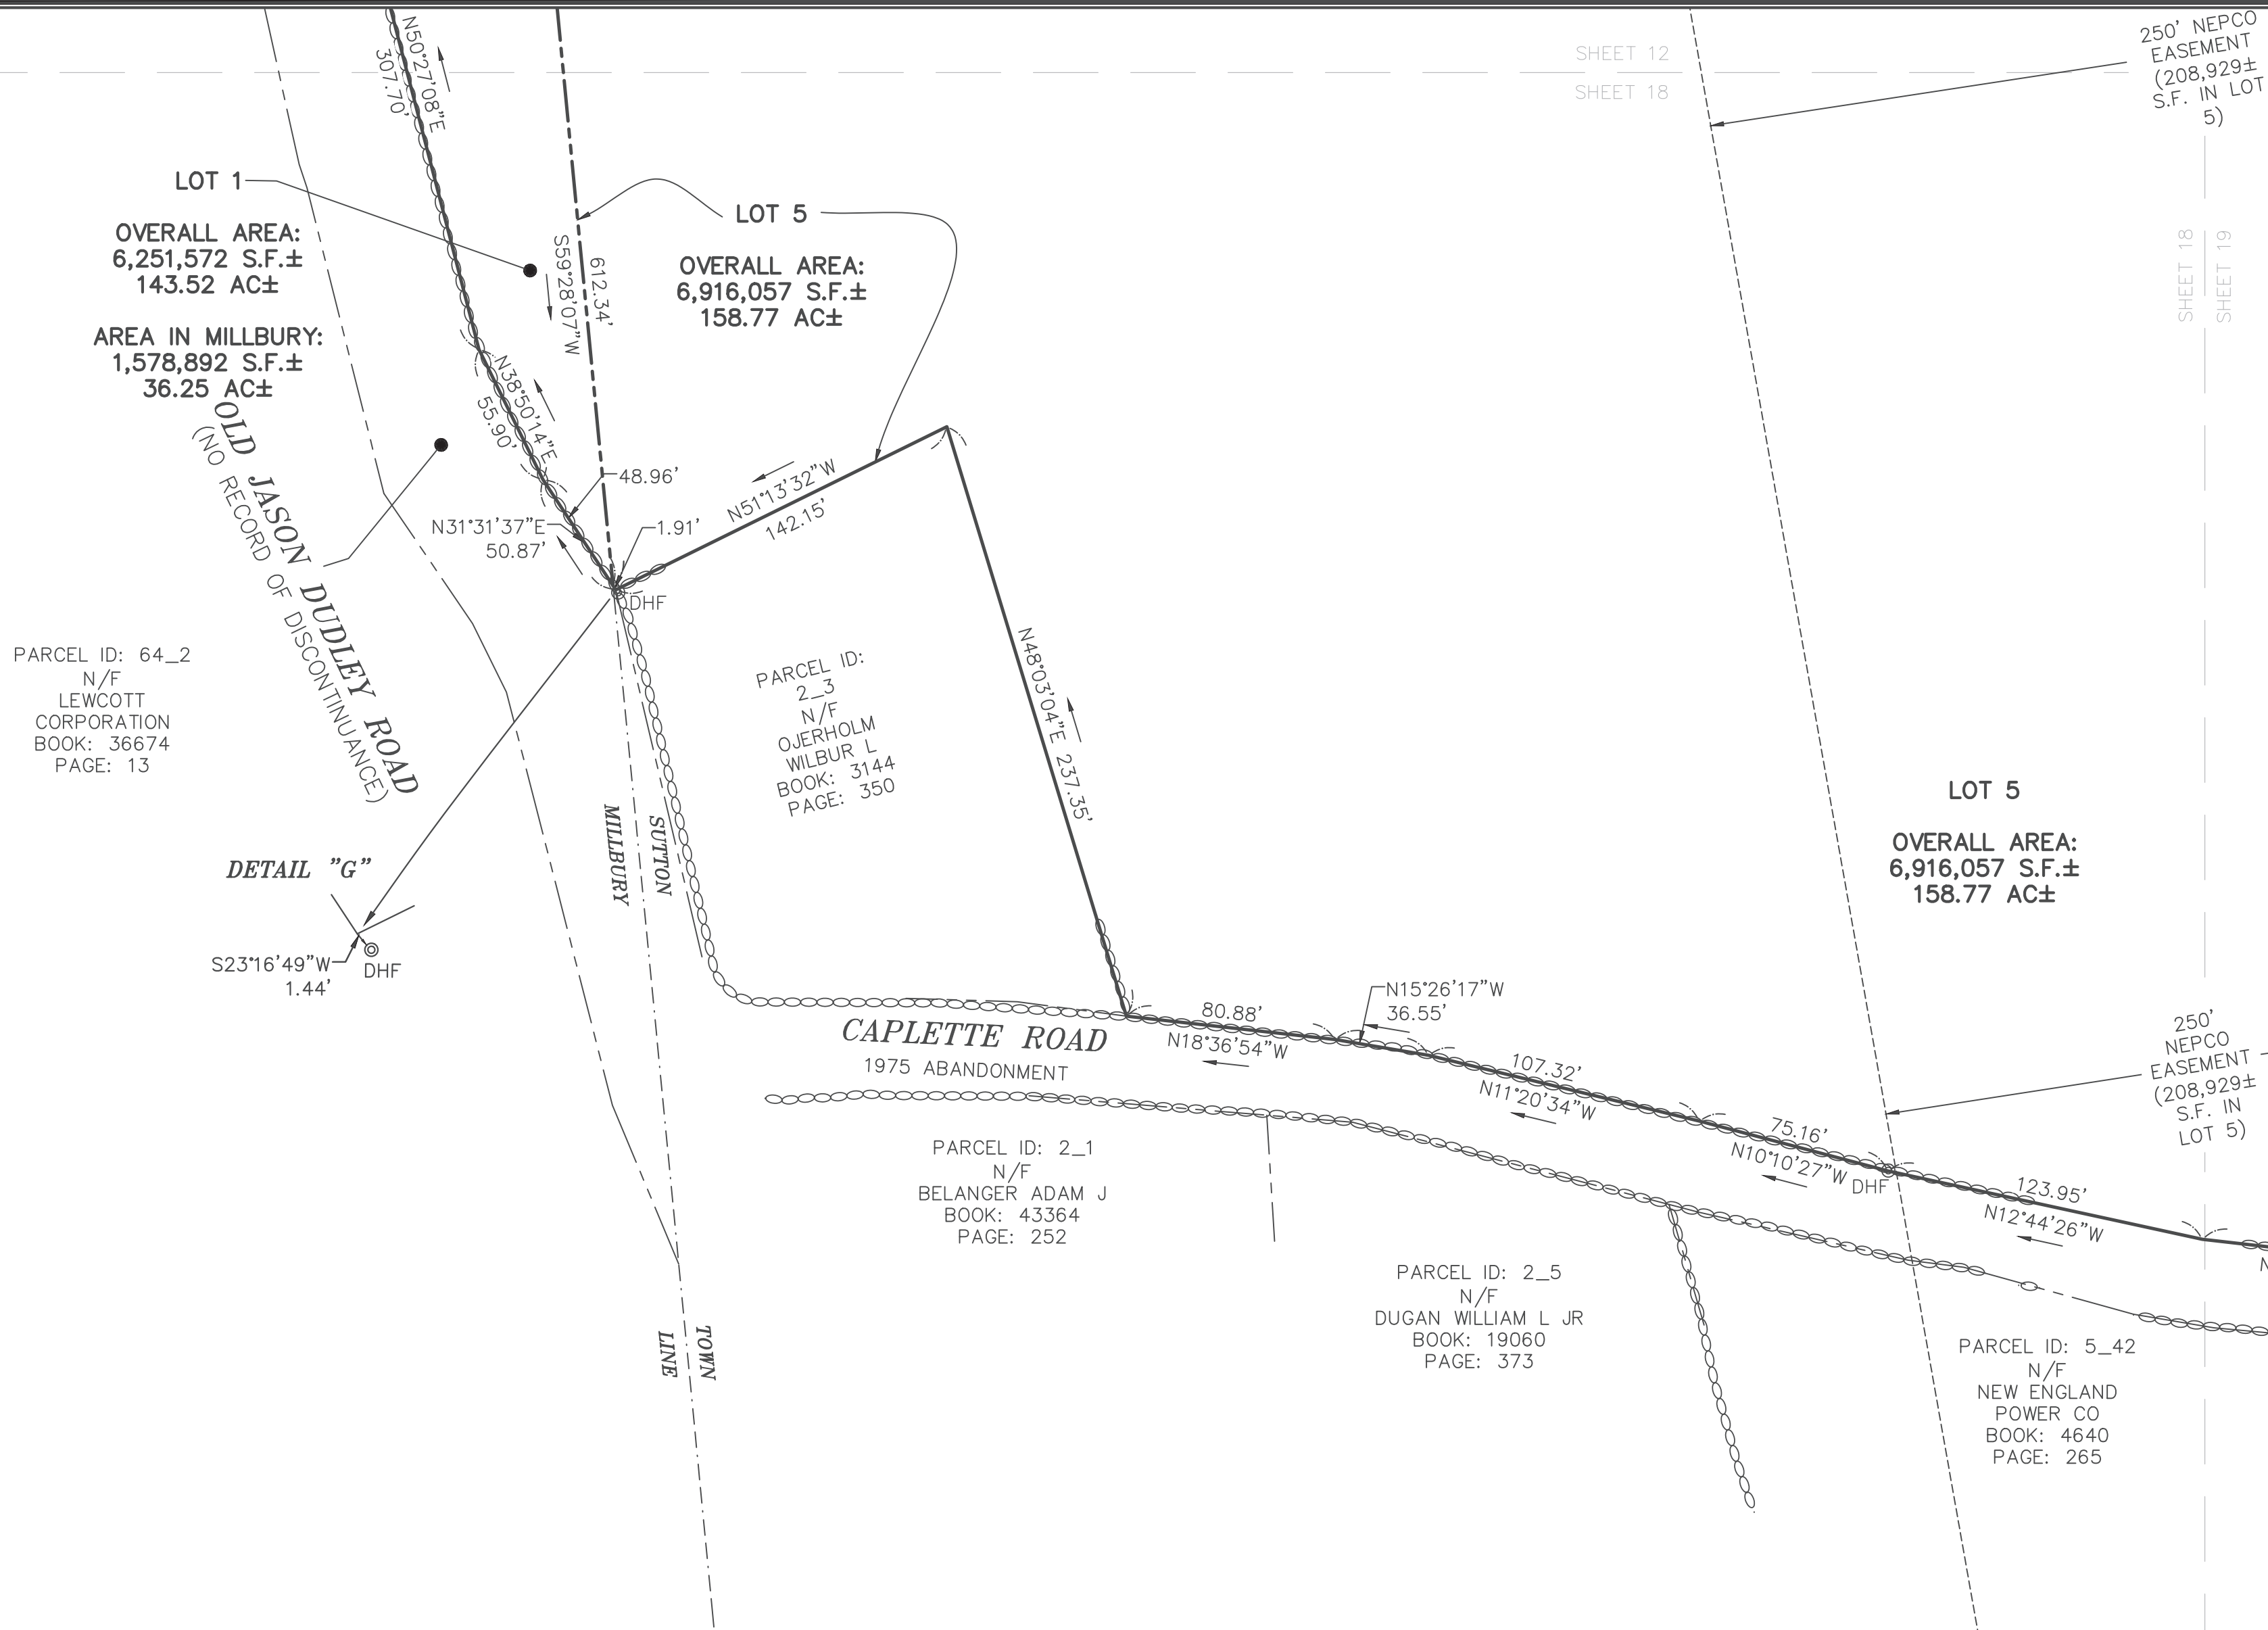 SHEET 12
SHEET 18
250' NEPCO
EASEMENT
(208,929±
S.F. IN LOT
5)
N50°27'08"E
307.70'
LOT 1
OVERALL AREA:
6,251,572 S.F.±
143.52 AC±
AREA IN MILLBURY:
1,578,892 S.F.±
36.25 AC±
S59°28'07"W
612.34'
LOT 5
OVERALL AREA:
6,916,057 S.F.±
158.77 AC±
SHEET 18
SHEET 19
N38°50'14"E
55.90'
48.96'
N31°31'37"E
50.87'
1.91'
DHF
N51°13'32"W
142.15'
OLD JASON DUDLEY ROAD
(NO RECORD OF DISCONTINUANCE)
PARCEL ID: 64_2
N/F
LEWCOTT
CORPORATION
BOOK: 36674
PAGE: 13
PARCEL ID:
2_3
N/F
OJERHOLM
WILBUR L
BOOK: 3144
PAGE: 350
N48°03'04"E 237.35'
MILLBURY
SUTTON
DETAIL "G"
S23°16'49"W
1.44'
DHF
LOT 5
OVERALL AREA:
6,916,057 S.F.±
158.77 AC±
CAPLETTE ROAD
1975 ABANDONMENT
80.88'
N18°36'54"W
N15°26'17"W
36.55'
107.32'
N11°20'34"W
75.16'
N10°10'27"W
DHF
123.95'
N12°44'26"W
250'
NEPCO
EASEMENT
(208,929±
S.F. IN
LOT 5)
N
PARCEL ID: 2_1
N/F
BELANGER ADAM J
BOOK: 43364
PAGE: 252
PARCEL ID: 2_5
N/F
DUGAN WILLIAM L JR
BOOK: 19060
PAGE: 373
PARCEL ID: 5_42
N/F
NEW ENGLAND
POWER CO
BOOK: 4640
PAGE: 265
TOWN
LINE